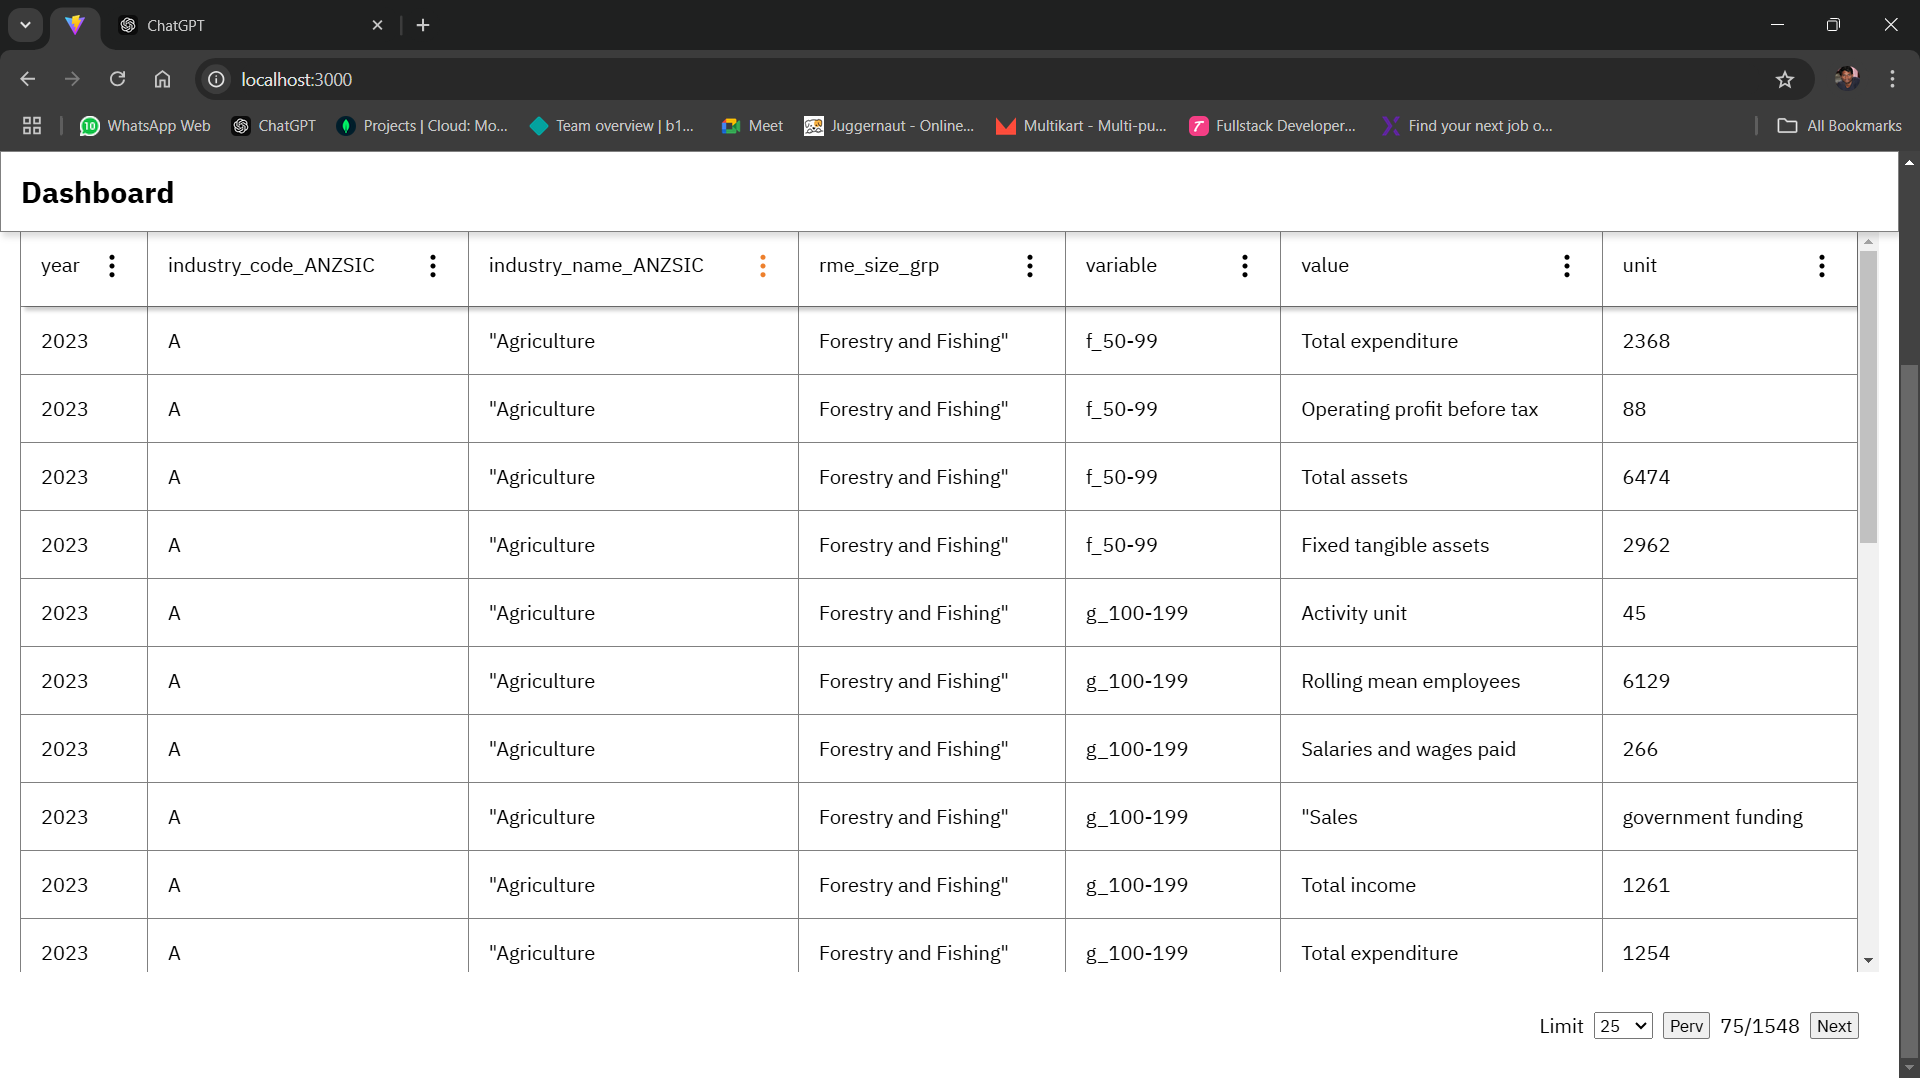 ChatGPT
localhost:3000
10 WhatsApp Web ChatGPT Projects | Cloud: Mo... Team overview | b1... Meet Juggernaut - Online... Multikart - Multi-pu... Fullstack Developer... Find your next job o... All Bookmarks
Dashboard
year industry_code_ANZSIC industry_name_ANZSIC rme_size_grp variable value unit
2023 A "Agriculture Forestry and Fishing" f_50-99 Total expenditure 2368
2023 A "Agriculture Forestry and Fishing" f_50-99 Operating profit before tax 88
2023 A "Agriculture Forestry and Fishing" f_50-99 Total assets 6474
2023 A "Agriculture Forestry and Fishing" f_50-99 Fixed tangible assets 2962
2023 A "Agriculture Forestry and Fishing" g_100-199 Activity unit 45
2023 A "Agriculture Forestry and Fishing" g_100-199 Rolling mean employees 6129
2023 A "Agriculture Forestry and Fishing" g_100-199 Salaries and wages paid 266
2023 A "Agriculture Forestry and Fishing" g_100-199 "Sales government funding
2023 A "Agriculture Forestry and Fishing" g_100-199 Total income 1261
2023 A "Agriculture Forestry and Fishing" g_100-199 Total expenditure 1254
Limit 25 Perv 75/1548 Next